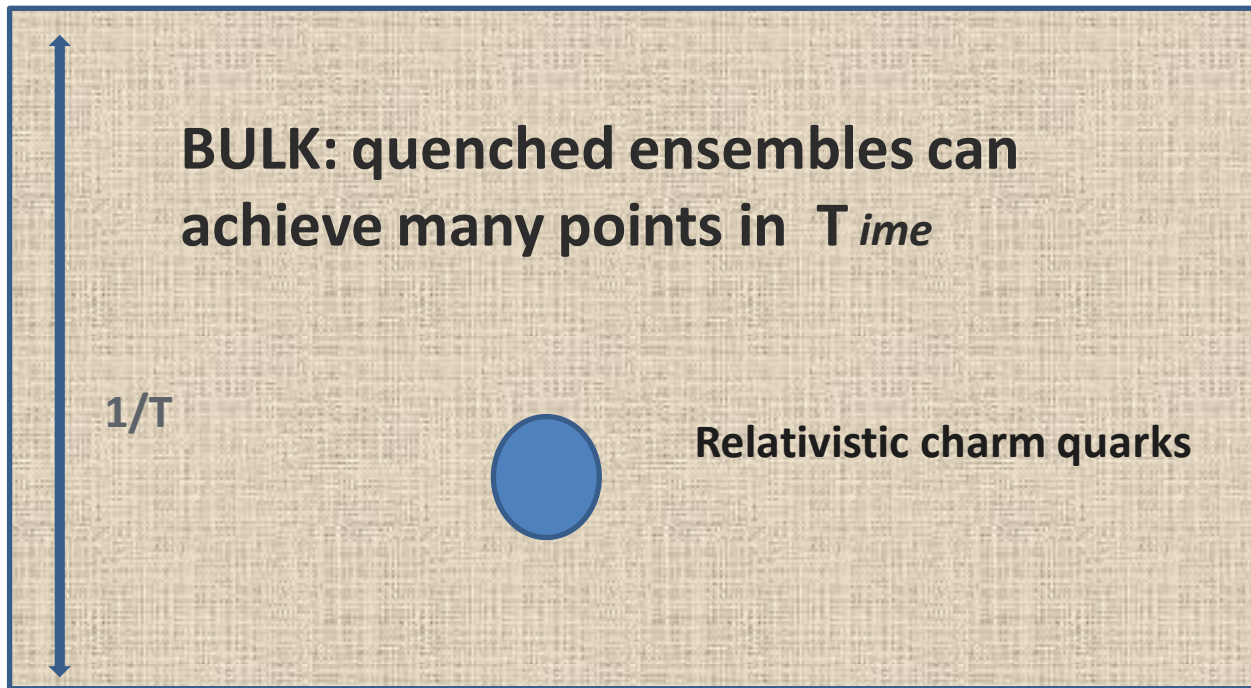 BULK: quenched ensembles can
achieve many points in T ime
1/T
Relativistic charm quarks